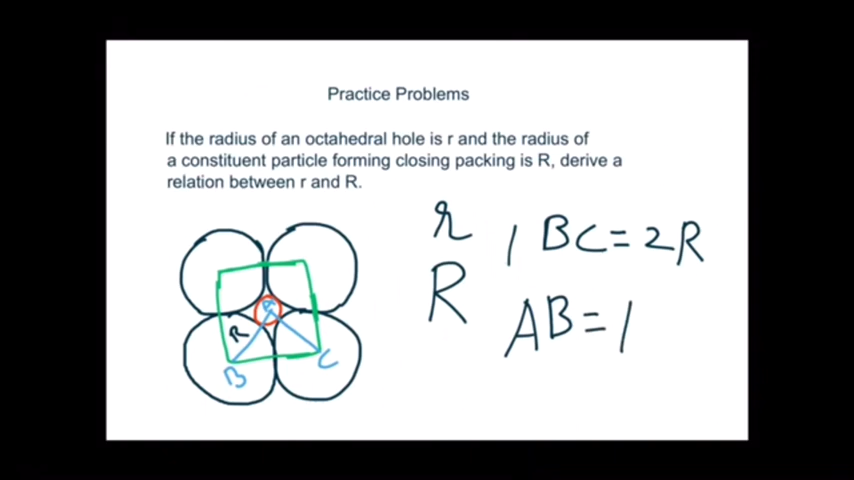 Practice Problems
If the radius of an octahedral hole is r and the radius of
a constituent particle forming closing packing is R, derive a
relation between r and R.
r
/ BC = 2R
R
AB = /
A
R
B
C